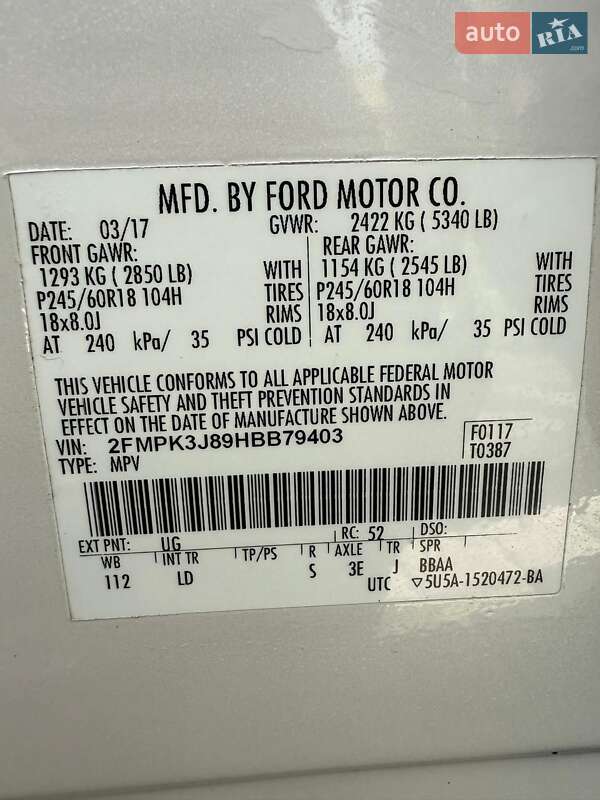 auto RIA .com
MFD. BY FORD MOTOR CO.
DATE: 03/17 GVWR: 2422 KG ( 5340 LB)
FRONT GAWR: REAR GAWR:
1293 KG ( 2850 LB) WITH 1154 KG ( 2545 LB) WITH
P245/60R18 104H TIRES P245/60R18 104H TIRES
18x8.0J RIMS 18x8.0J RIMS
AT 240 kPa/ 35 PSI COLD AT 240 kPa/ 35 PSI COLD
THIS VEHICLE CONFORMS TO ALL APPLICABLE FEDERAL MOTOR
VEHICLE SAFETY AND THEFT PREVENTION STANDARDS IN
EFFECT ON THE DATE OF MANUFACTURE SHOWN ABOVE.
VIN: 2FMPK3J89HBB79403 F0117
TYPE: MPV T0387
EXT PNT: UG RC: 52 DSO:
WB INT TR TP/PS R AXLE TR SPR
112 LD S 3E J BBAA
UTC ▽5U5A-1520472-BA